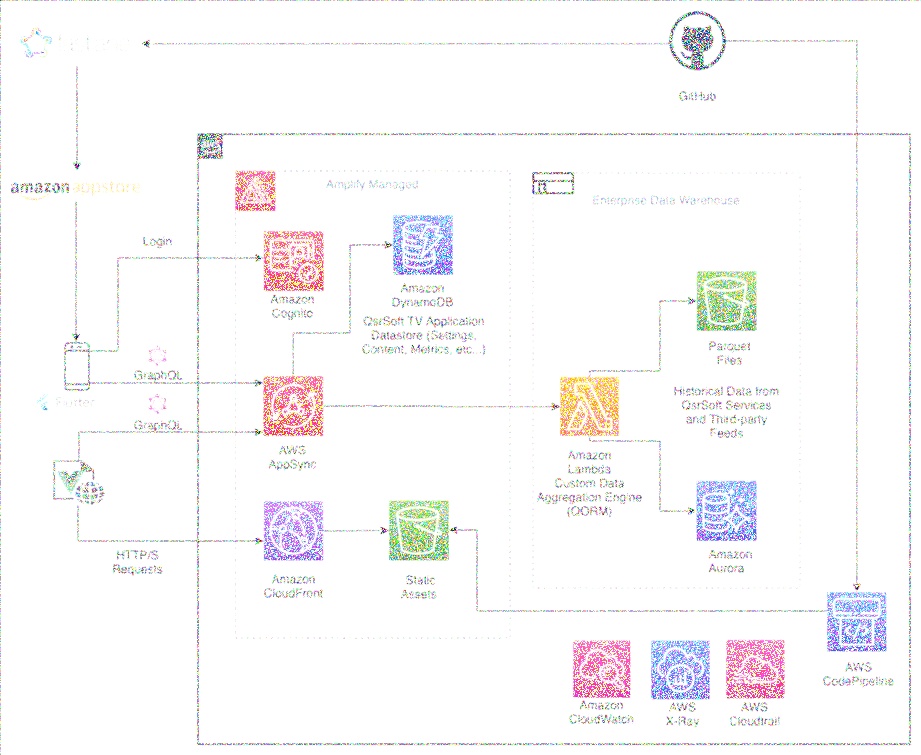 GitHub
amazon appstore
Amplify Managed
Enterprise Data Warehouse
Login
Amazon
Cognito
Amazon
DynamoDB
QsrSoft TV Application
Datastore (Settings,
Content, Metrics, etc...)
Parquet
Files
GraphQL
Flutter
GraphQL
Historical Data from
QsrSoft Services
and Third-party
Feeds
AWS
AppSync
Amazon
Lambda
Custom Data
Aggregation Engine
(QORM)
HTTP/S
Requests
Amazon
CloudFront
Static
Assets
Amazon
Aurora
AWS
CodePipeline
Amazon
CloudWatch
AWS
X-Ray
AWS
Cloudtrail